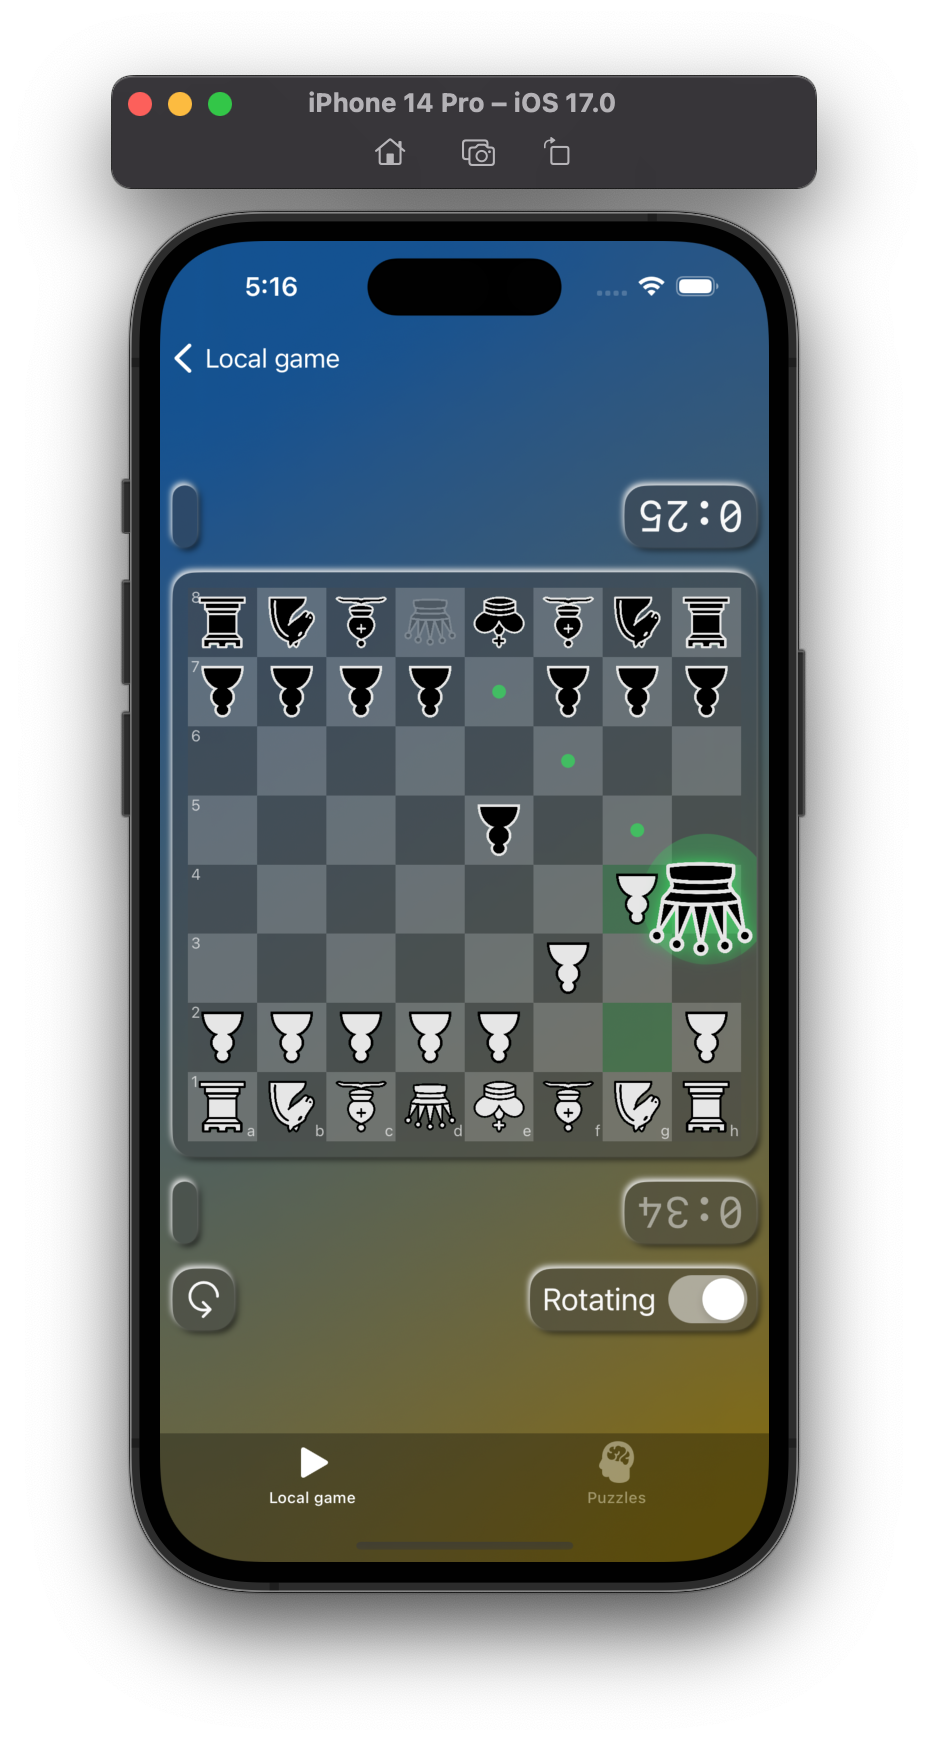 iPhone 14 Pro – iOS 17.0
5:16
Local game
0:25
8
7
6
5
4
3
2
1
a b c d e f g h
0:34
Rotating
Local game
Puzzles